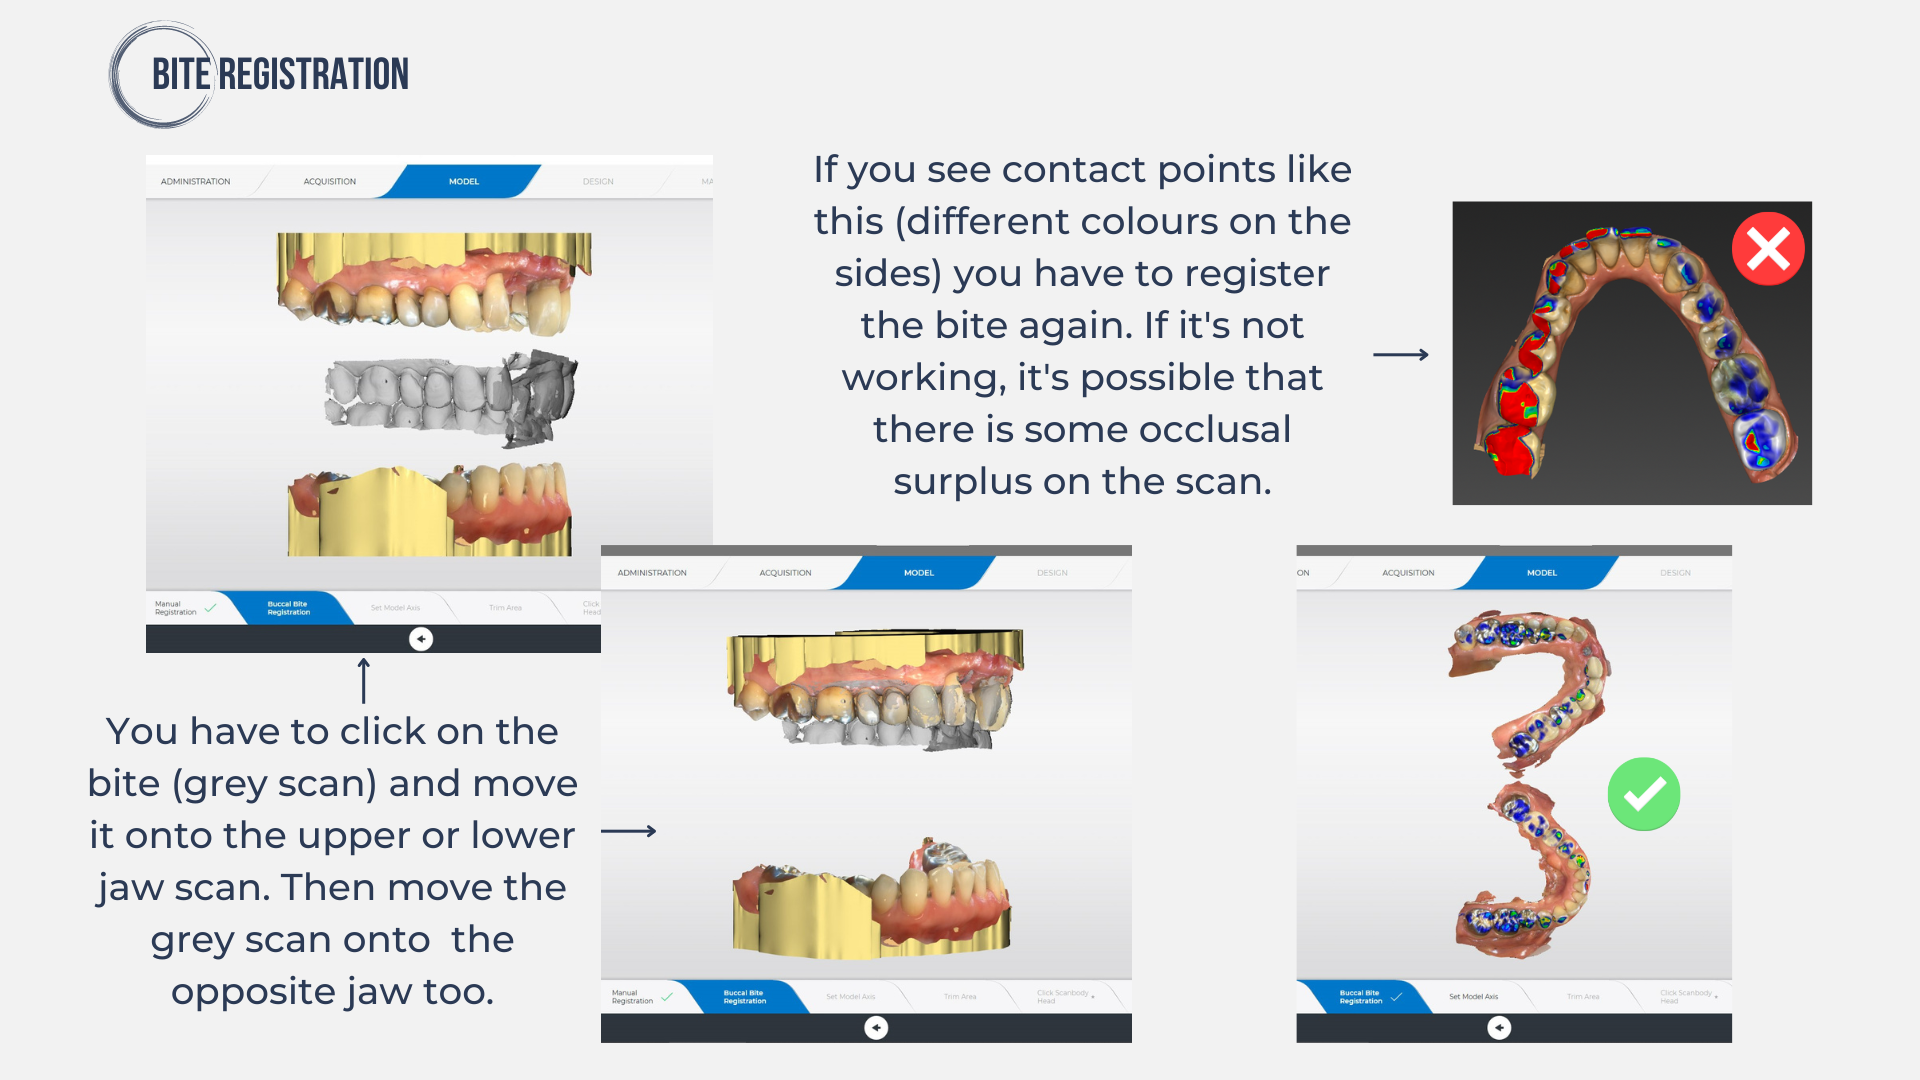 BITE REGISTRATION
ADMINISTRATION ACQUISITION MODEL DESIGN MA
Manual
Registration
Buccal Bite
Registration
Set Model Axis
Trim Area
Click
Head
You have to click on the
bite (grey scan) and move
it onto the upper or lower
jaw scan. Then move the
grey scan onto  the
opposite jaw too.
If you see contact points like
this (different colours on the
sides) you have to register
the bite again. If it's not
working, it's possible that
there is some occlusal
surplus on the scan.
ADMINISTRATION ACQUISITION MODEL DESIGN
Manual
Registration
Buccal Bite
Registration
Set Model Axis
Trim Area
Click Scanbody
Head
ON ACQUISITION MODEL DESIGN
Buccal Bite
Registration
Set Model Axis
Trim Area
Click Scanbody
Head